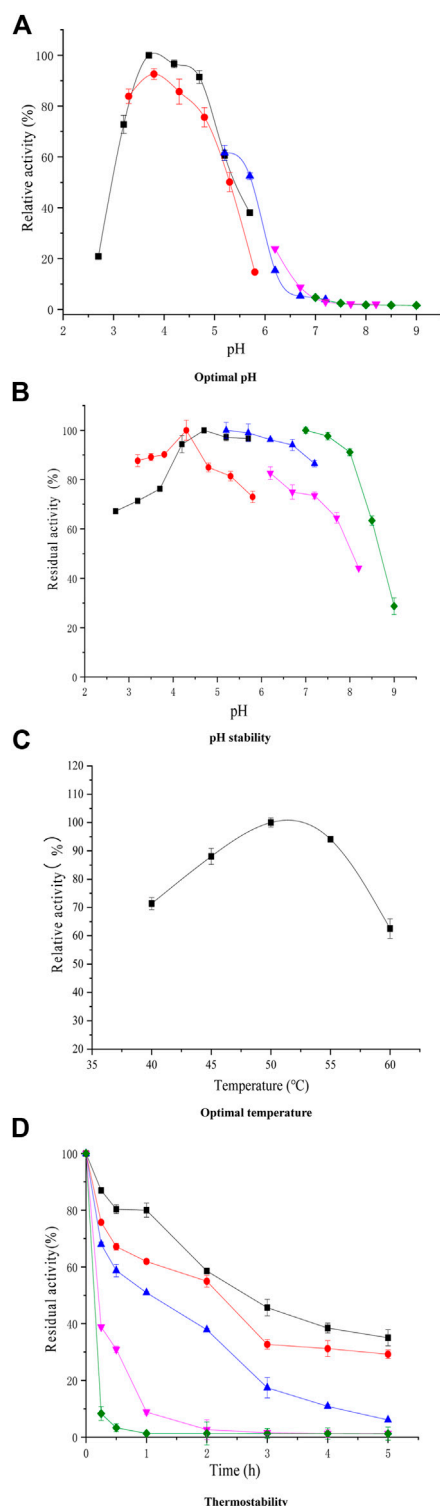 A
Relative activity (%)
100
80
60
40
20
0
2 3 4 5 6 7 8 9
pH
Optimal pH
B
Residual activity (%)
100
80
60
40
20
0
2 3 4 5 6 7 8 9
pH
pH stability
C
Relative activity ( %)
120
110
100
90
80
70
60
50
40
30
20
35 40 45 50 55 60
Temperature (℃)
Optimal temperature
D
Residual activity(%)
100
80
60
40
20
0
0 1 2 3 4 5
Time (h)
Thermostability